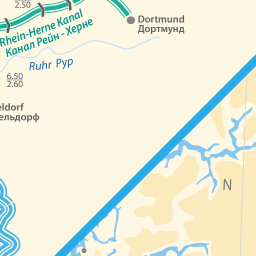 2.50
Dortmund
Дортмунд
Rhein-Herne Kanal
Канал Рейн - Херне
Ruhr Рур
6.50
2.60
eldorf
ельдорф
N